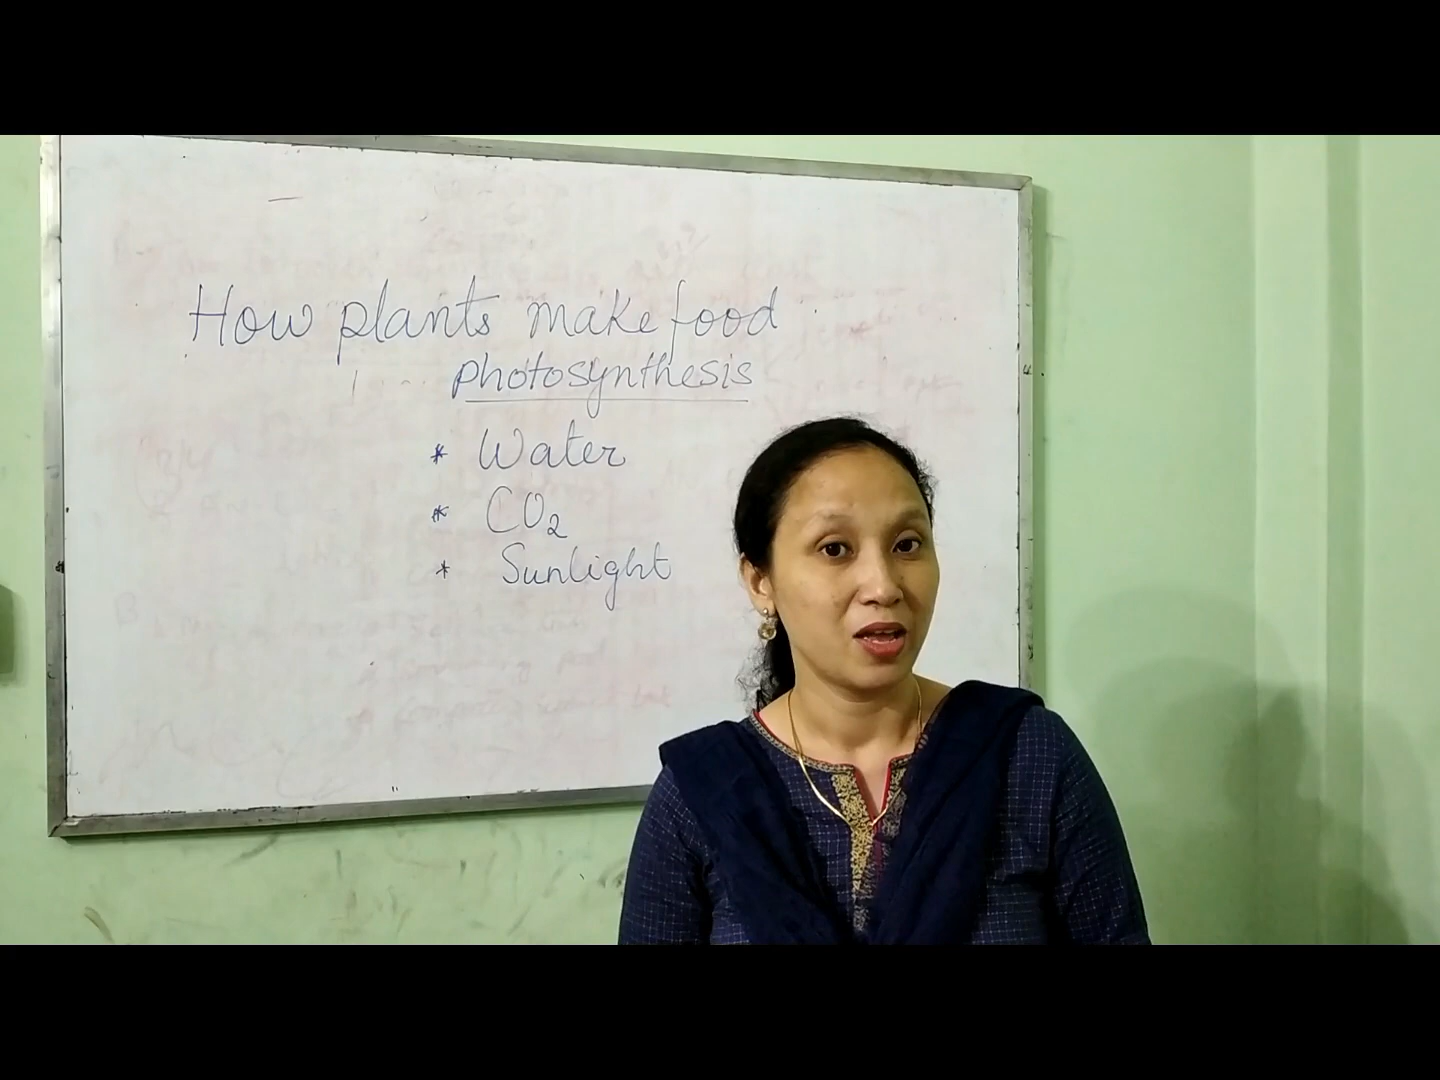 How plants make food
photosynthesis
* Water
* CO₂
* Sunlight